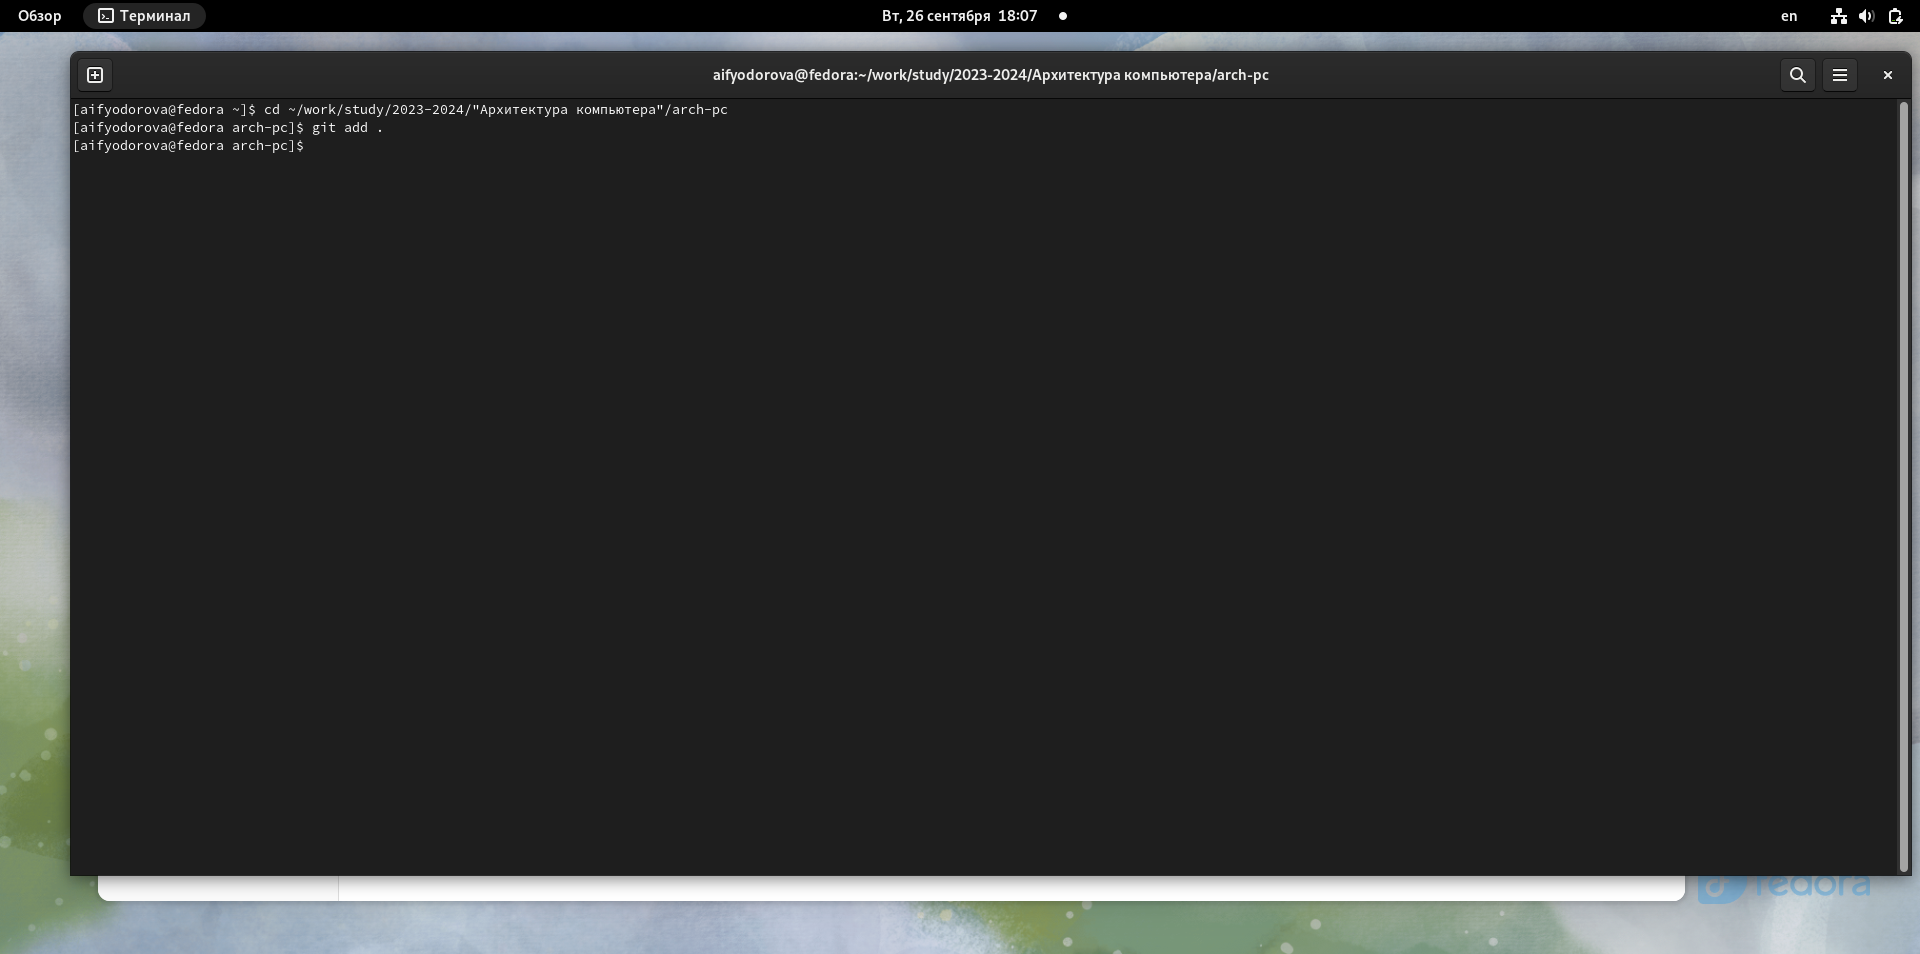 Обзор Терминал Вт, 26 сентября 18:07 en
aifyodorova@fedora:~/work/study/2023-2024/Архитектура компьютера/arch-pc
[aifyodorova@fedora ~]$ cd ~/work/study/2023-2024/"Архитектура компьютера"/arch-pc
[aifyodorova@fedora arch-pc]$ git add .
[aifyodorova@fedora arch-pc]$
fedora